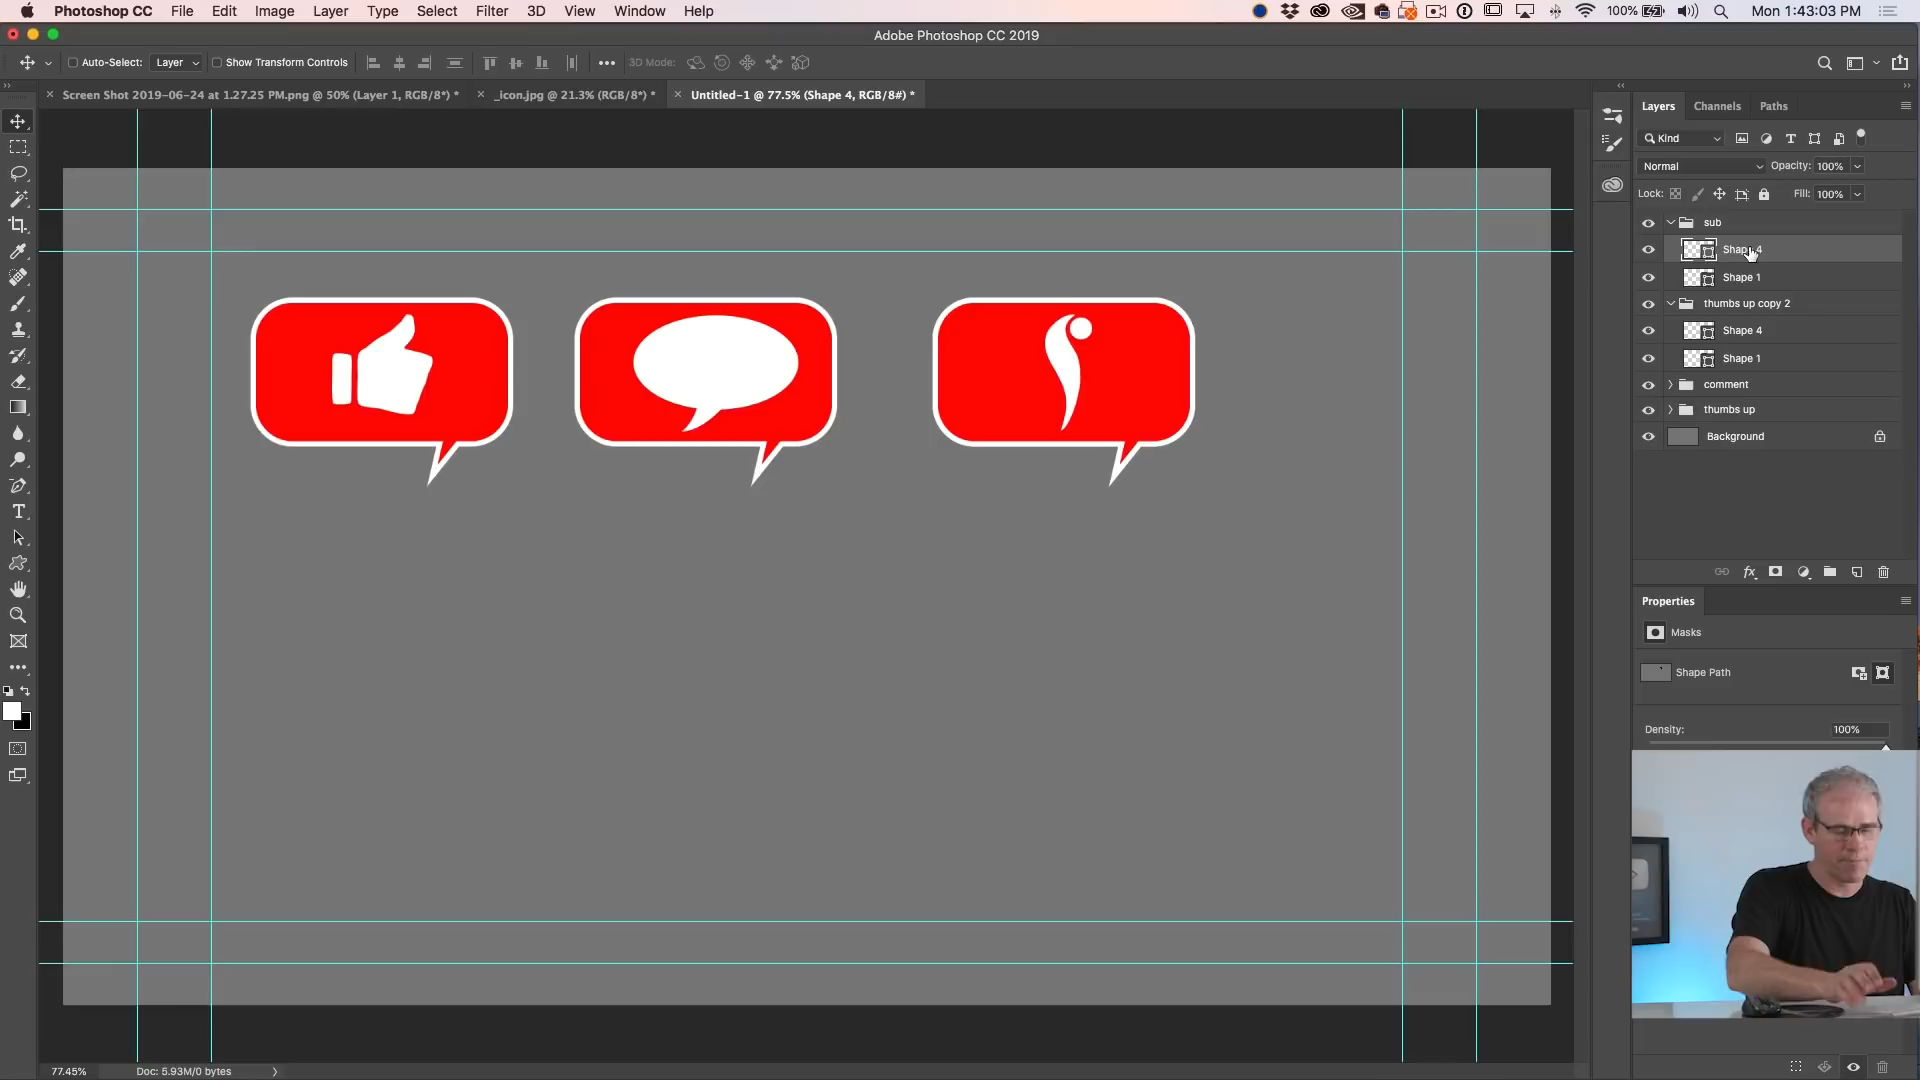 Photoshop CC File Edit Image Layer Type Select Filter 3D View Window Help 100% Mon 1:43:03 PM
Adobe Photoshop CC 2019
Auto-Select: Layer Show Transform Controls 3D Mode:
Screen Shot 2019-06-24 at 1.27.25 PM.png @ 50% (Layer 1, RGB/8*) * _icon.jpg @ 21.3% (RGB/8*) * Untitled-1 @ 77.5% (Shape 4, RGB/8#) *
Layers Channels Paths
Kind
Normal Opacity: 100%
Lock: Fill: 100%
sub
Shape 4
Shape 1
thumbs up copy 2
Shape 4
Shape 1
comment
thumbs up
Background
fx
Properties
Masks
Shape Path
Density: 100%
77.45% Doc: 5.93M/0 bytes